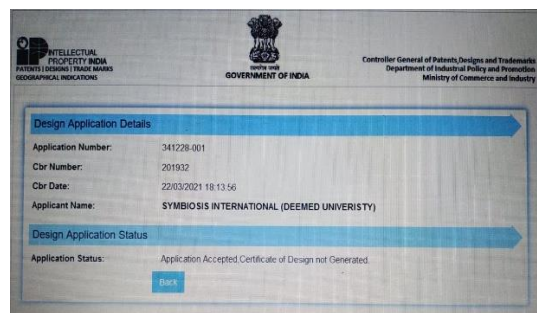 INTELLECTUAL
PROPERTY INDIA
PATENTS | DESIGNS | TRADE MARKS
GEOGRAPHICAL INDICATIONS
सत्यमेव जयते
GOVERNMENT OF INDIA
Controller General of Patents,Designs and Trademarks
Department of Industrial Policy and Promotion
Ministry of Commerce and Industry
Design Application Details
Application Number: 341228-001
Cbr Number: 201932
Cbr Date: 22/03/2021 18:13:56
Applicant Name: SYMBIOSIS INTERNATIONAL (DEEMED UNIVERISTY)
Design Application Status
Application Status: Application Accepted,Certificate of Design not Generated.
Back